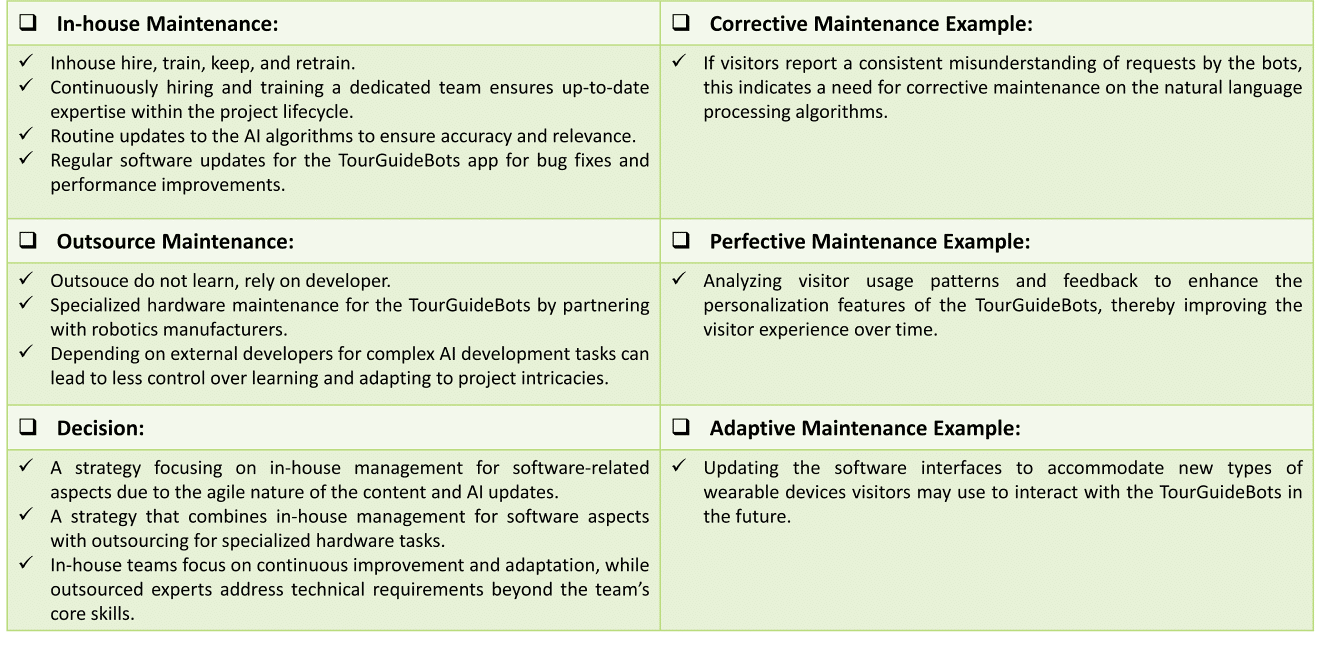 ❑ In-house Maintenance:
✓ Inhouse hire, train, keep, and retrain.
✓ Continuously hiring and training a dedicated team ensures up-to-date
expertise within the project lifecycle.
✓ Routine updates to the AI algorithms to ensure accuracy and relevance.
✓ Regular software updates for the TourGuideBots app for bug fixes and
performance improvements.
❑ Corrective Maintenance Example:
✓ If visitors report a consistent misunderstanding of requests by the bots,
this indicates a need for corrective maintenance on the natural language
processing algorithms.
❑ Outsource Maintenance:
✓ Outsouce do not learn, rely on developer.
✓ Specialized hardware maintenance for the TourGuideBots by partnering
with robotics manufacturers.
✓ Depending on external developers for complex AI development tasks can
lead to less control over learning and adapting to project intricacies.
❑ Perfective Maintenance Example:
✓ Analyzing visitor usage patterns and feedback to enhance the
personalization features of the TourGuideBots, thereby improving the
visitor experience over time.
❑ Decision:
✓ A strategy focusing on in-house management for software-related
aspects due to the agile nature of the content and AI updates.
✓ A strategy that combines in-house management for software aspects
with outsourcing for specialized hardware tasks.
✓ In-house teams focus on continuous improvement and adaptation, while
outsourced experts address technical requirements beyond the team's
core skills.
❑ Adaptive Maintenance Example:
✓ Updating the software interfaces to accommodate new types of
wearable devices visitors may use to interact with the TourGuideBots in
the future.